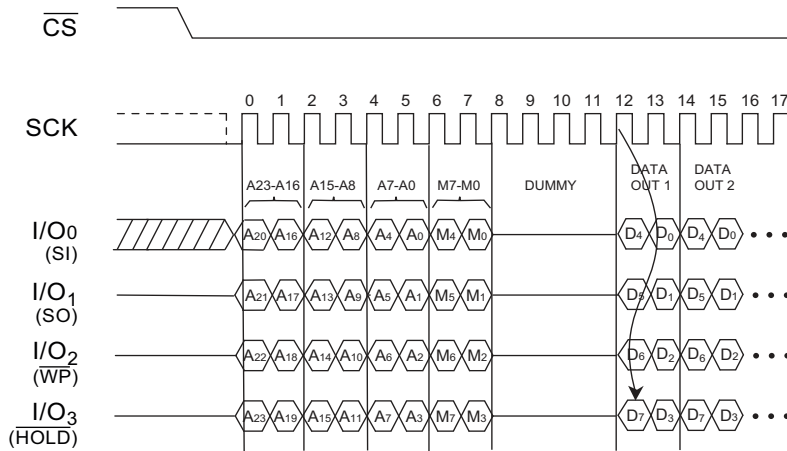 CS
0 1 2 3 4 5 6 7 8 9 10 11 12 13 14 15 16 17
SCK
A23-A16 A15-A8 A7-A0 M7-M0 DUMMY DATA OUT 1 DATA OUT 2
I/O0 A20 A16 A12 A8 A4 A0 M4 M0 D4 D0 D4 D0 •••
(SI)
I/O1 A21 A17 A13 A9 A5 A1 M5 M1 D5 D1 D5 D1 •••
(SO)
I/O2 A22 A18 A14 A10 A6 A2 M6 M2 D6 D2 D6 D2 •••
(WP)
I/O3 A23 A19 A15 A11 A7 A3 M7 M3 D7 D3 D7 D3 •••
(HOLD)